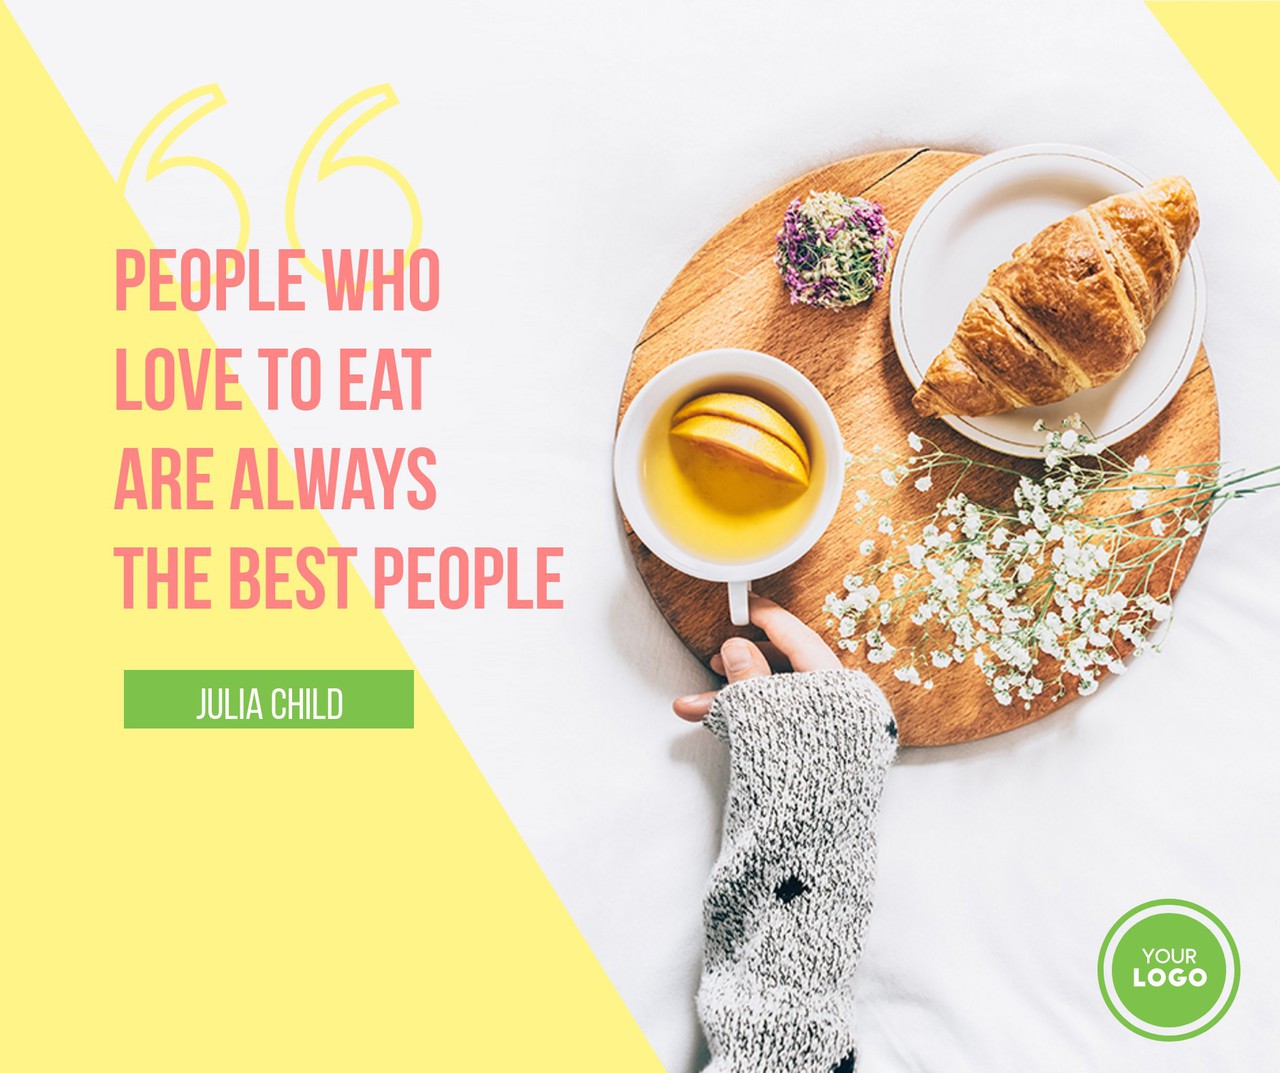 PEOPLE WHO
LOVE TO EAT
ARE ALWAYS
THE BEST PEOPLE
JULIA CHILD
YOUR
LOGO